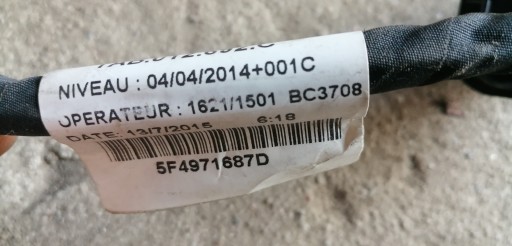 NIVEAU : 04/04/2014+001C
OPERATEUR : 1621/1501 BC3708
DATE: 13/7/2015 6:18
5F4971687D